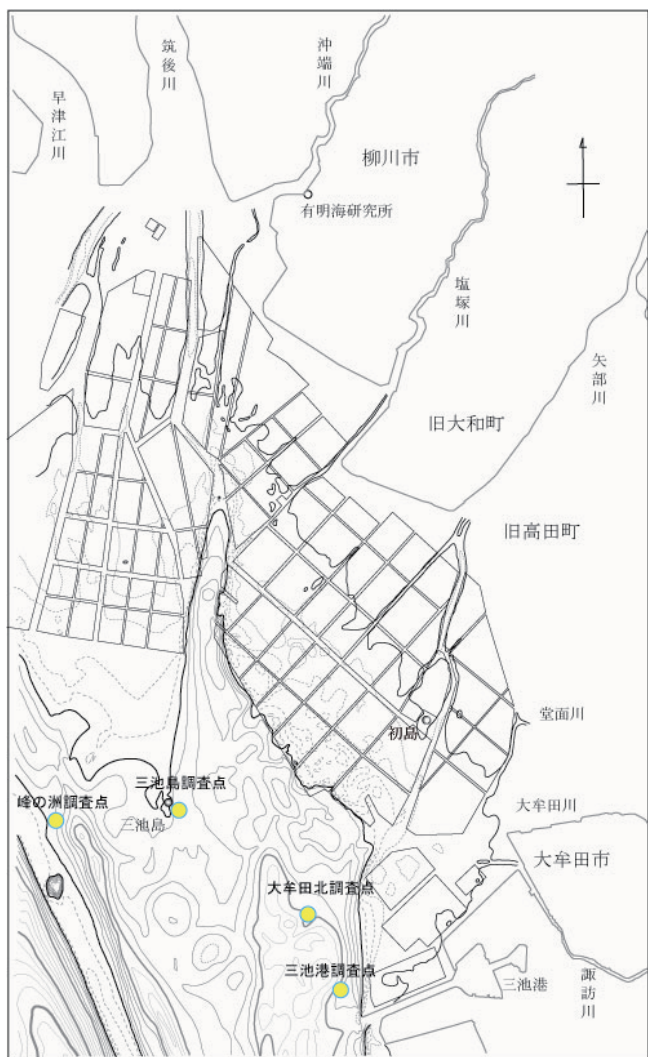 早津江川
筑後川
沖端川
柳川市
有明海研究所
塩塚川
矢部川
旧大和町
旧高田町
堂面川
初島
三池島調査点
峰の洲調査点
三池島
大牟田川
大牟田市
大牟田北調査点
三池港調査点
三池港
諏訪川